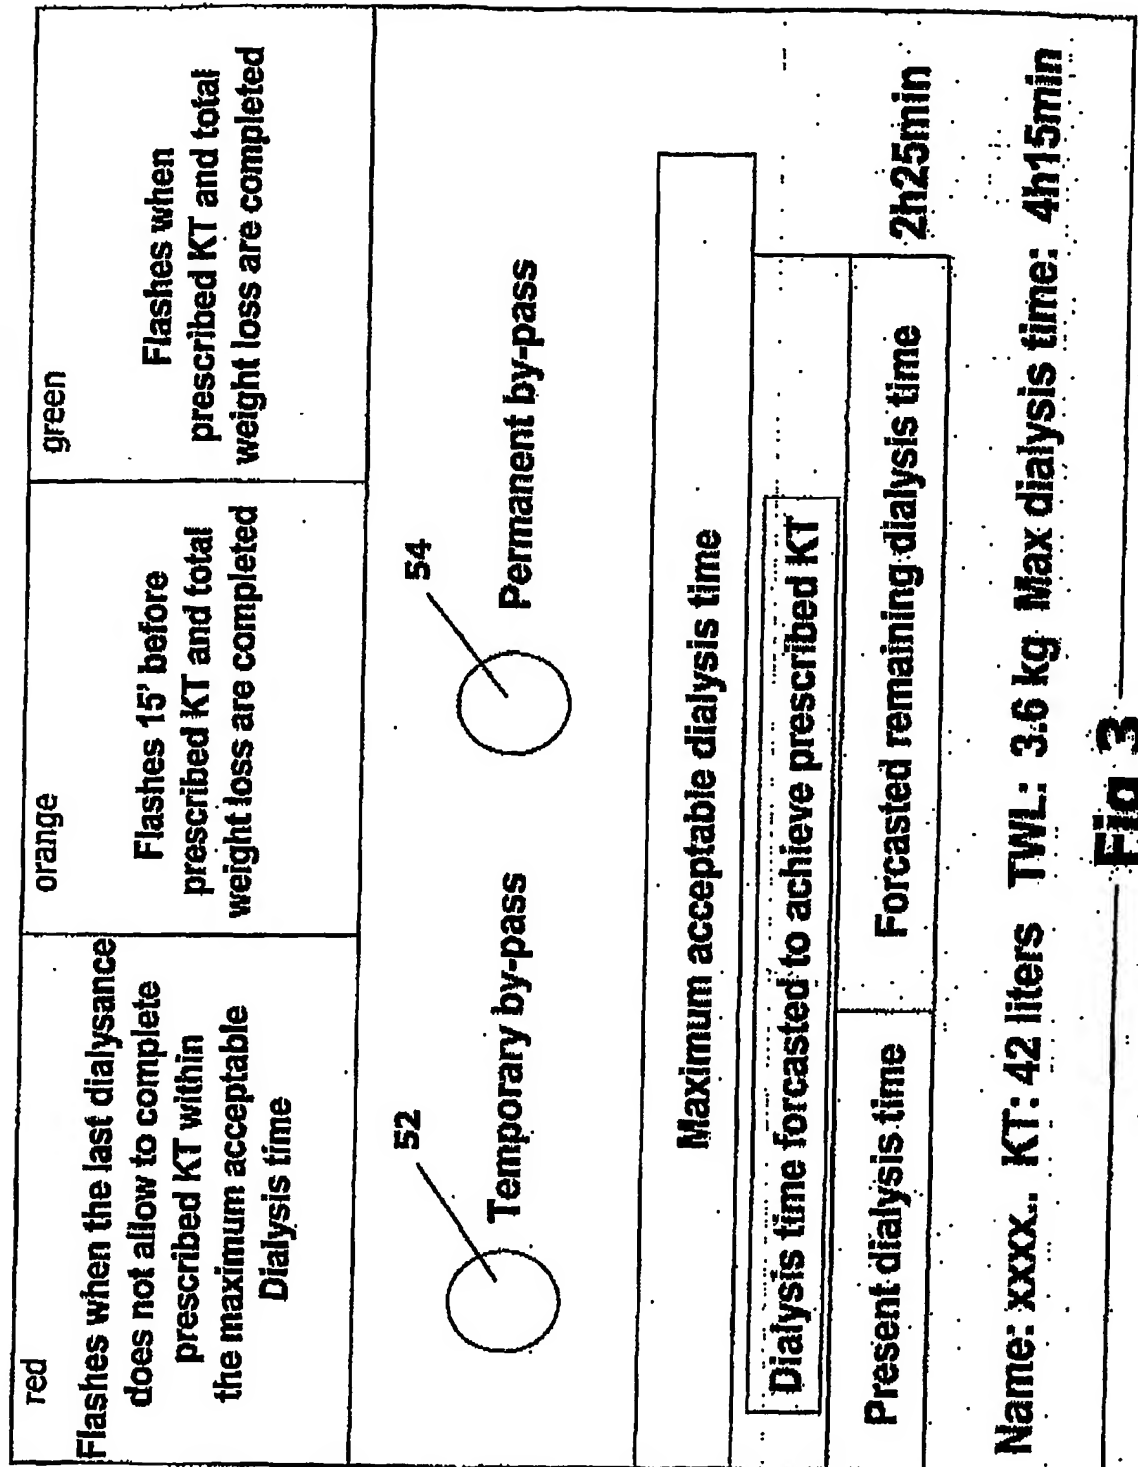 red
Flashes when the last dialysance
does not allow to complete
prescribed KT within
the maximum acceptable
Dialysis time
orange
Flashes 15' before
prescribed KT and total
weight loss are completed
green
Flashes when
prescribed KT and total
weight loss are completed
52
Temporary by-pass
54
Permanent by-pass
Maximum acceptable dialysis time
Dialysis time forcasted to achieve prescribed KT
Present dialysis time
Forcasted remaining dialysis time
2h25min
Name: xxxx.. KT: 42 liters TWL: 3.6 kg Max dialysis time: 4h15min
Fig 3